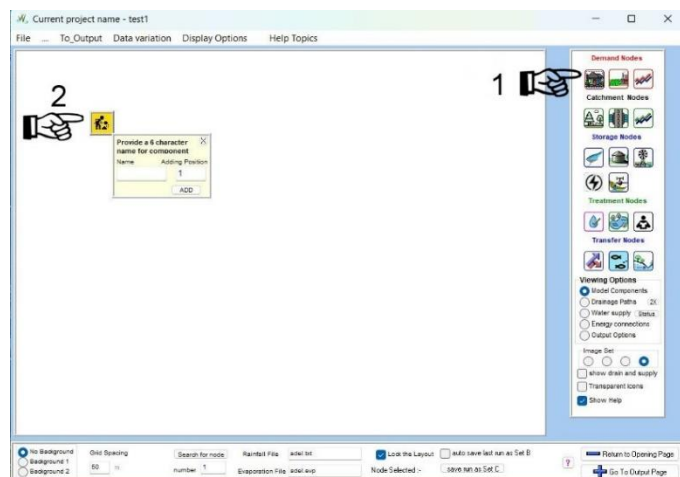 Current project name - test1
File ... To_Output Data variation Display Options Help Topics
Demand Nodes
1
Catchment Nodes
2
Provide a 6 character
name for component
Name Adding Position
1
ADD
Storage Nodes
Treatment Nodes
Transfer Nodes
Viewing Options
Model Components
Drainage Paths 2X
Water supply Status
Energy connections
Output Options
Image Set
show drain and supply
Transparent icons
Show Help
No Background Grid Spacing Search for node Rainfall File adel.txt Lock the Layout auto save last run as Set B Return to Opening Page
Background 1
Background 2 50 number 1 Evaporation File adel.evp Node Selected :- save run as Set C ? Go To Output Page